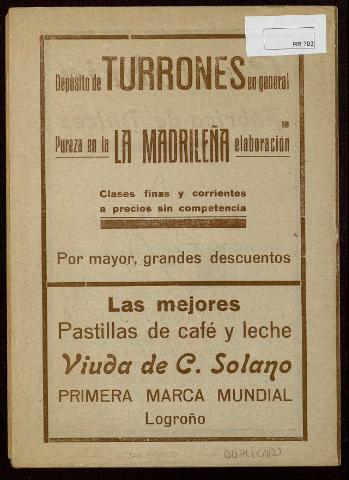 RR 703
Depósito de TURRONES en general
Pureza en la LA MADRILEÑA elaboración
Clases finas y corrientes
a precios sin competencia
Por mayor, grandes descuentos
Las mejores
Pastillas de café y leche
Viuda de C. Solano
PRIMERA MARCA MUNDIAL
Logroño
DUPLICADO